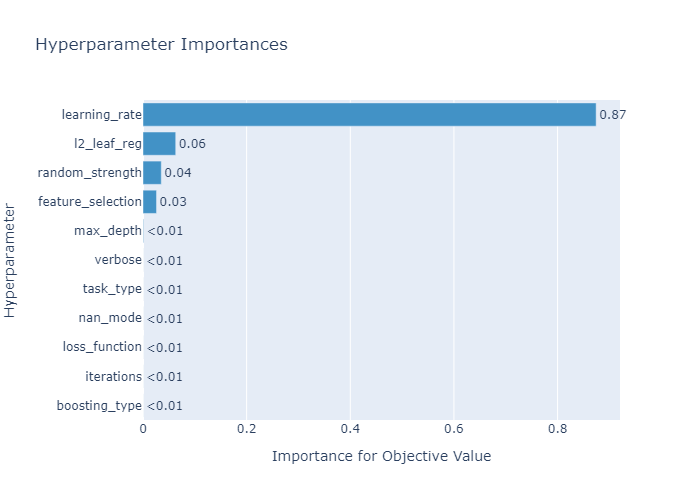 Hyperparameter Importances
Hyperparameter
learning_rate 0.87
l2_leaf_reg 0.06
random_strength 0.04
feature_selection 0.03
max_depth <0.01
verbose <0.01
task_type <0.01
nan_mode <0.01
loss_function <0.01
iterations <0.01
boosting_type <0.01
0 0.2 0.4 0.6 0.8
Importance for Objective Value